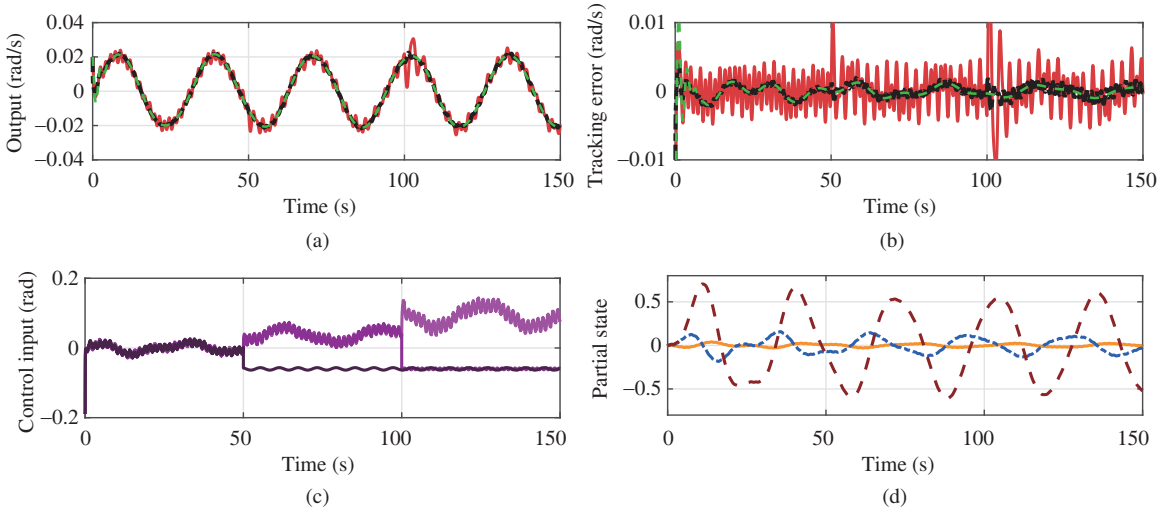 Output (rad/s)
0.04
0.02
0
−0.02
−0.04
0
50
100
150
Time (s)
(a)
Tracking error (rad/s)
0.01
0
−0.01
0
50
100
150
Time (s)
(b)
Control input (rad)
0.2
0
−0.2
0
50
100
150
Time (s)
(c)
Partial state
0.5
0
−0.5
0
50
100
150
Time (s)
(d)